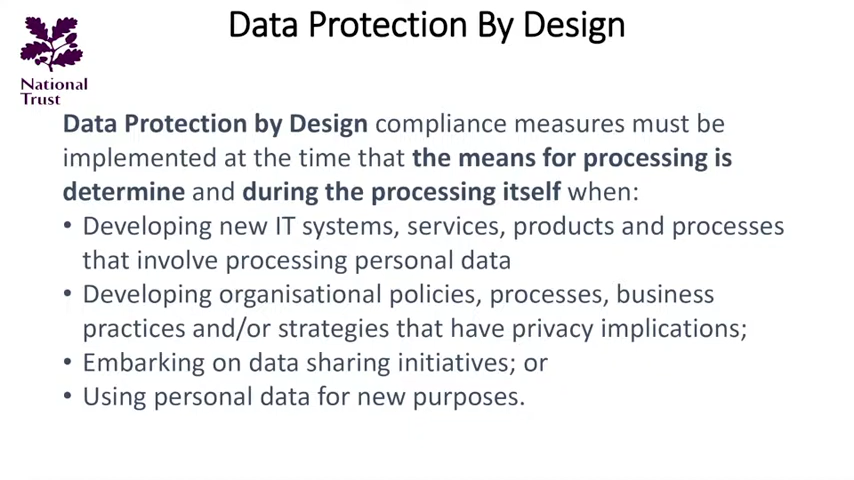 Data Protection By Design
National
Trust
Data Protection by Design compliance measures must be
implemented at the time that the means for processing is
determine and during the processing itself when:
• Developing new IT systems, services, products and processes
that involve processing personal data
• Developing organisational policies, processes, business
practices and/or strategies that have privacy implications;
• Embarking on data sharing initiatives; or
• Using personal data for new purposes.